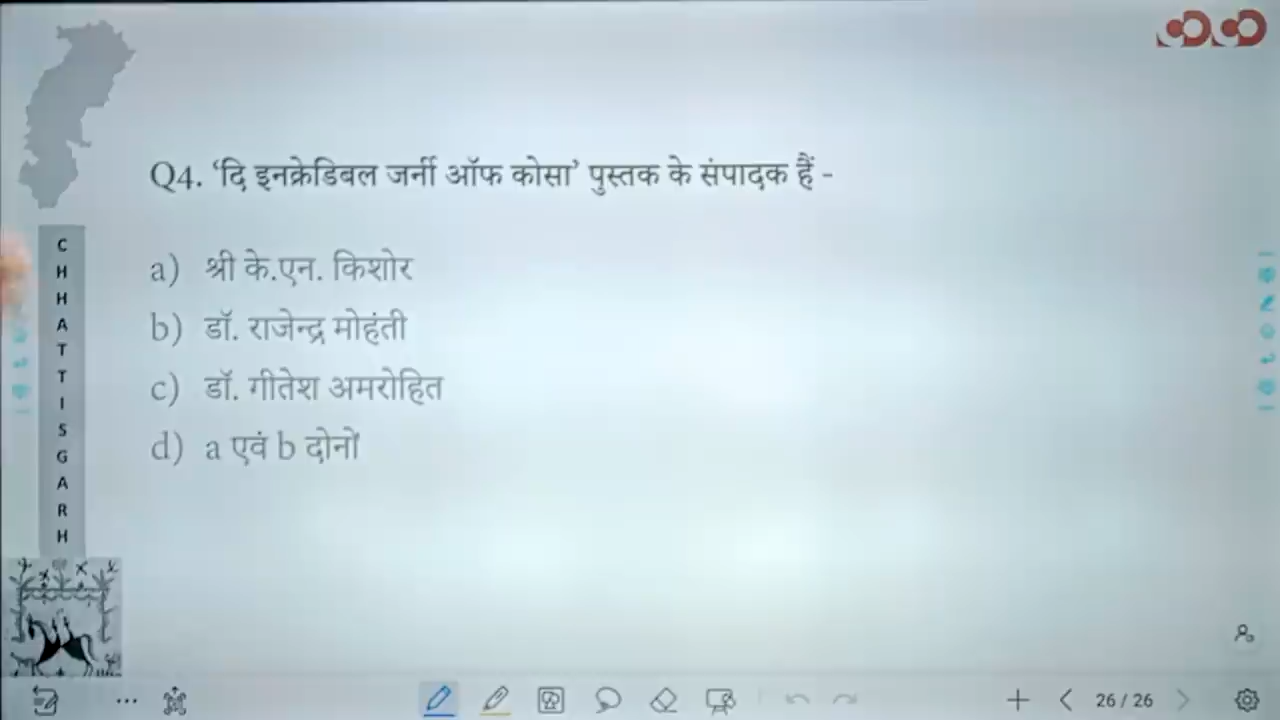 Q4. ‘दि इनक्रेडिबल जर्नी ऑफ कोसा’ पुस्तक के संपादक हैं -
a) श्री के.एन. किशोर
b) डॉ. राजेन्द्र मोहंती
c) डॉ. गीतेश अमरोहित
d) a एवं b दोनों
CHHATTISGARH
26 / 26